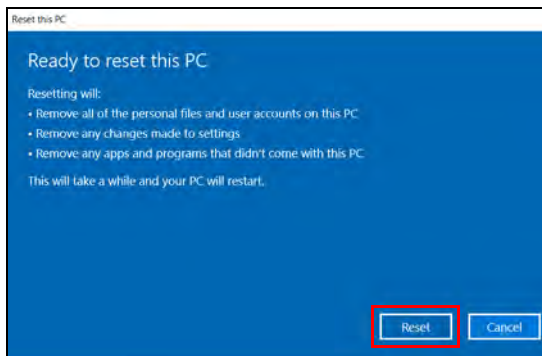 Reset this PC
Ready to reset this PC
Resetting will:
• Remove all of the personal files and user accounts on this PC
• Remove any changes made to settings
• Remove any apps and programs that didn't come with this PC
This will take a while and your PC will restart.
Reset Cancel